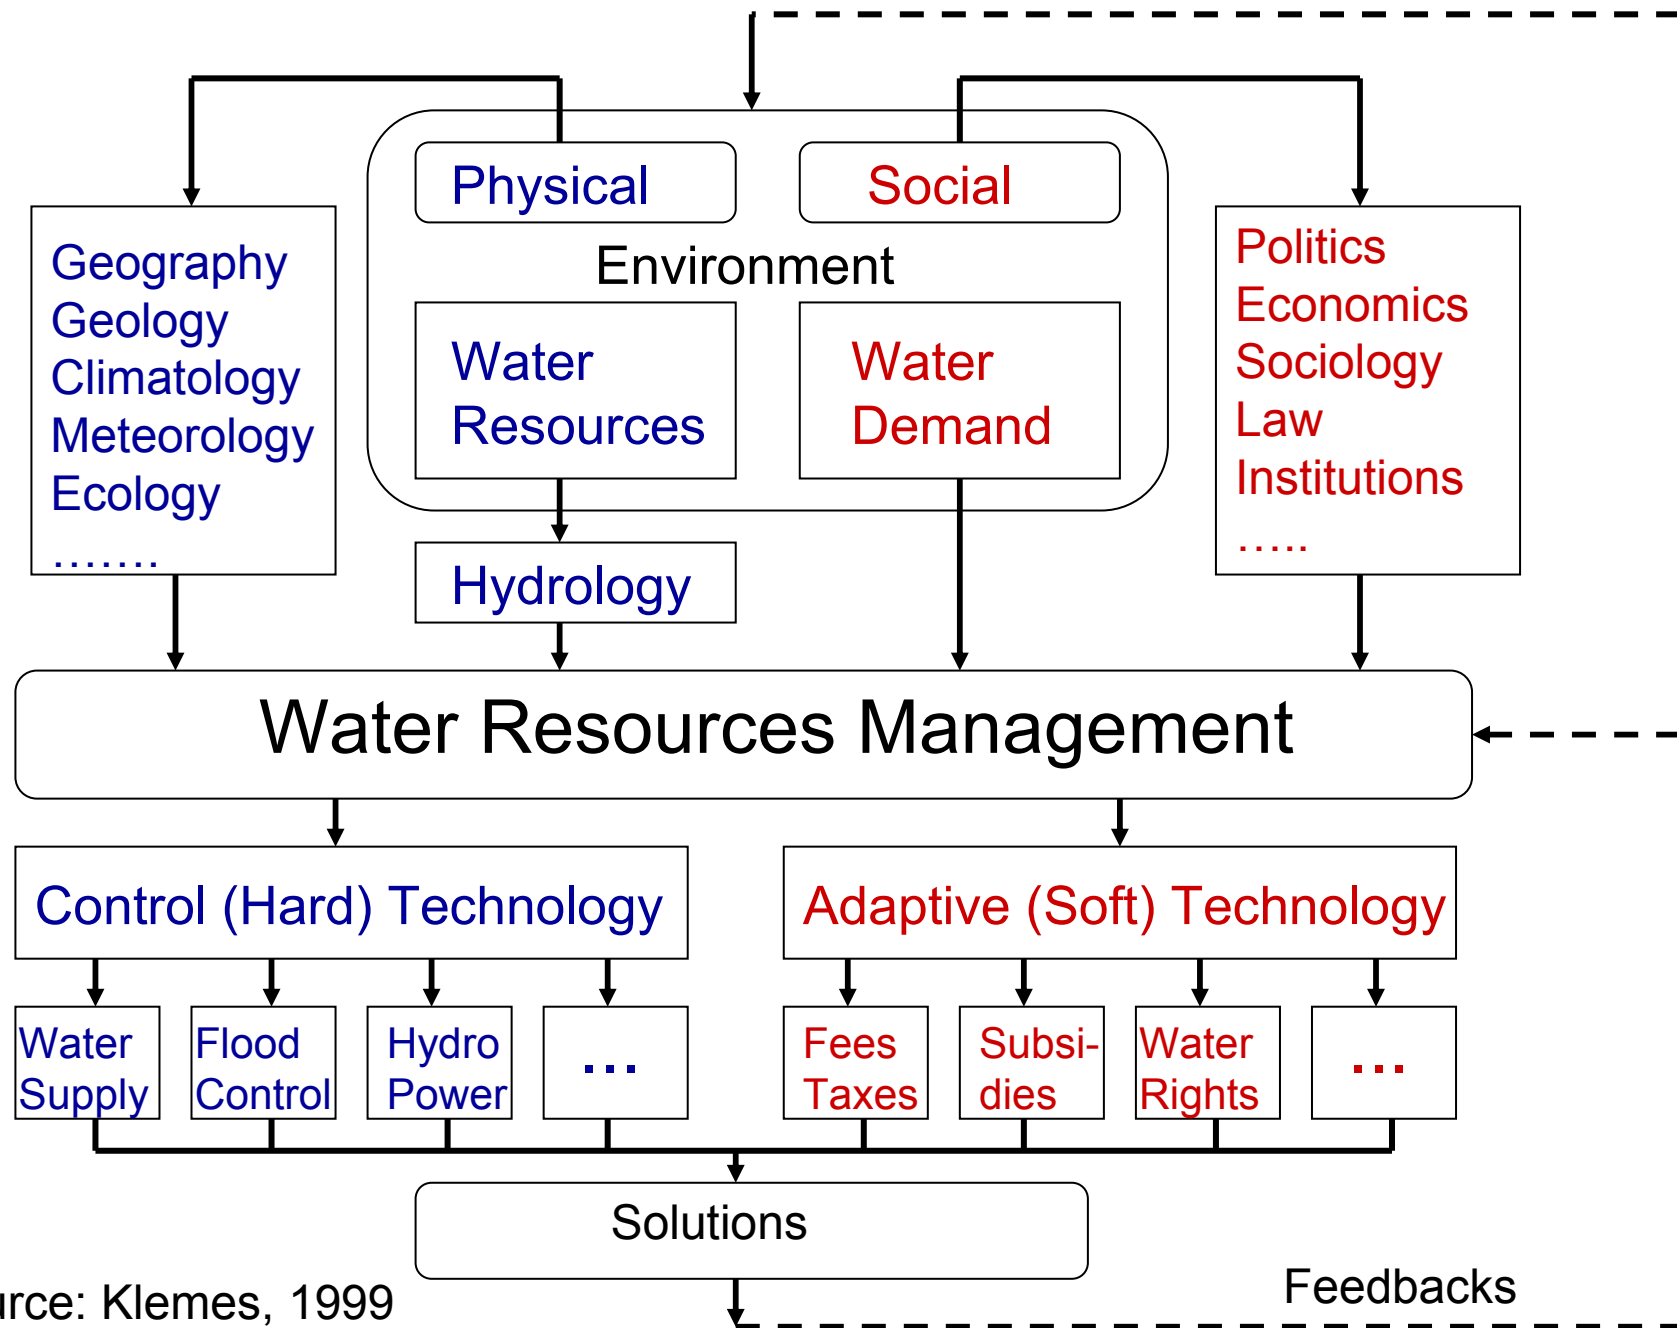 Physical
Social
Environment
Geography
Geology
Climatology
Meteorology
Ecology
.......
Water
Resources
Water
Demand
Politics
Economics
Sociology
Law
Institutions
.....
Hydrology
Water Resources Management
Control (Hard) Technology
Adaptive (Soft) Technology
Water
Supply
Flood
Control
Hydro
Power
...
Fees
Taxes
Subsi-
dies
Water
Rights
...
Solutions
Feedbacks
urce: Klemes, 1999